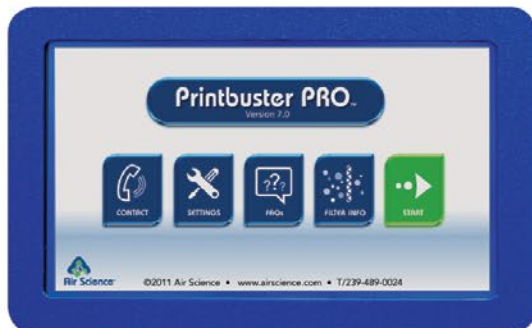 Printbuster PRO™
Version 7.0
???
CONTACT
SETTINGS
FAQs
FILTER INFO
START
Air Science
©2011 Air Science • www.airscience.com • T/239-489-0024